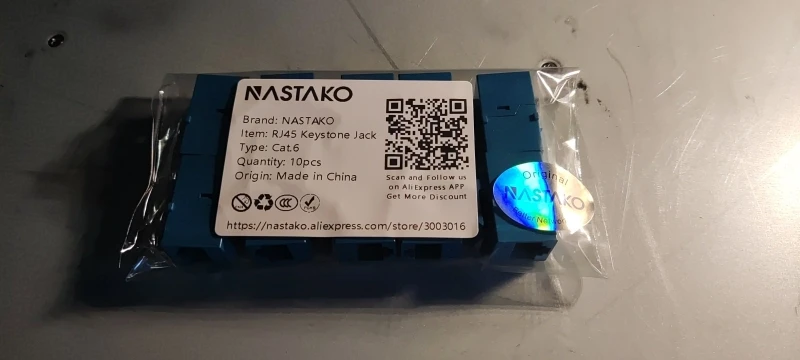 NASTAKO
Brand: NASTAKO
Item: RJ45 Keystone Jack
Type: Cat.6
Quantity: 10pcs
Origin: Made in China
Scan and Follow us
on AliExpress APP
Get More Discount
https://nastako.aliexpress.com/store/3003016
Original
NASTAKO